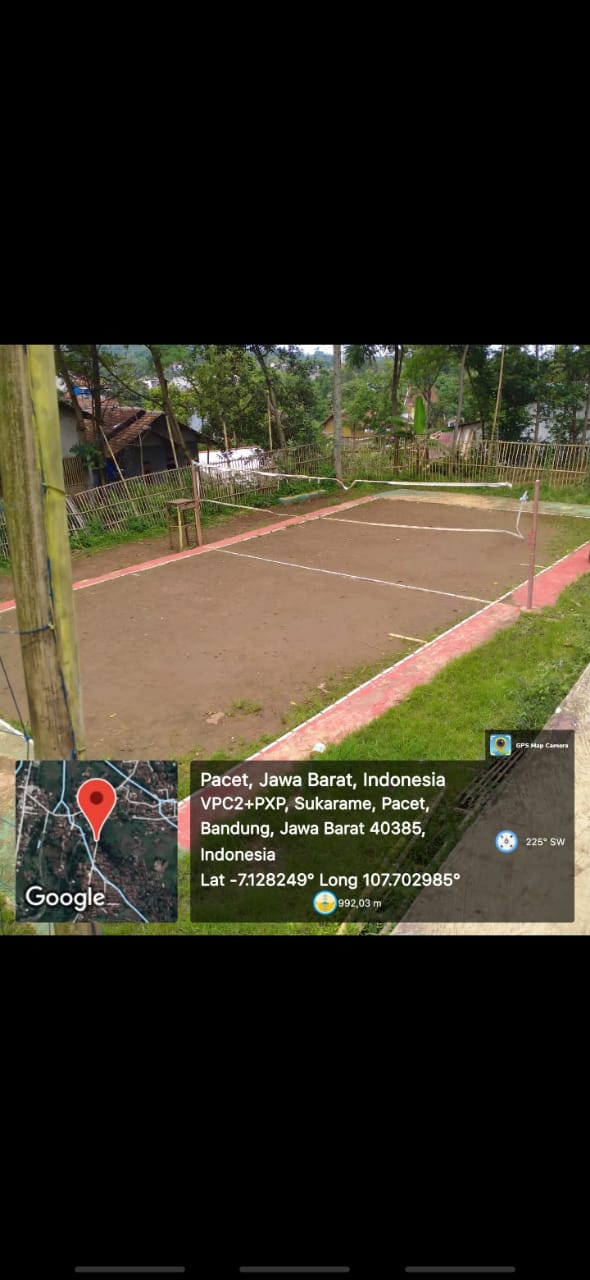 GPS Map Camera
Pacet, Jawa Barat, Indonesia
VPC2+PXP, Sukarame, Pacet,
Bandung, Jawa Barat 40385,
Indonesia
Lat -7.128249° Long 107.702985°
225° SW
992,03 m
Google